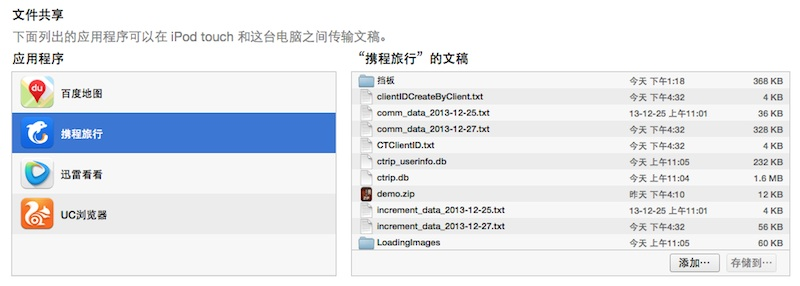 文件共享
下面列出的应用程序可以在 iPod touch 和这台电脑之间传输文稿。
应用程序
du 百度地图
携程旅行
迅雷看看
UC浏览器
“携程旅行”的文稿
挡板 今天 下午1:18 368 KB
clientIDCreateByClient.txt 今天 下午4:32 4 KB
comm_data_2013-12-25.txt 13-12-25 上午11:01 36 KB
comm_data_2013-12-27.txt 今天 下午4:32 328 KB
CTClientID.txt 今天 下午4:32 4 KB
ctrip_userinfo.db 今天 上午11:05 232 KB
ctrip.db 今天 上午11:04 1.6 MB
ZIP demo.zip 昨天 下午4:10 12 KB
increment_data_2013-12-25.txt 13-12-25 上午11:01 4 KB
increment_data_2013-12-27.txt 今天 下午4:32 56 KB
LoadingImages 今天 上午11:05 60 KB
添加… 存储到…